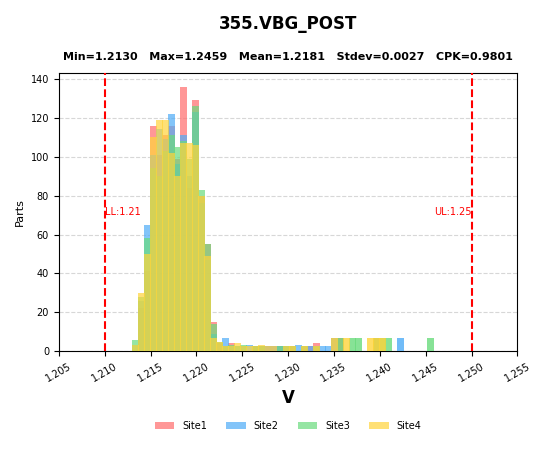 355.VBG_POST
Min=1.2130 Max=1.2459 Mean=1.2181 Stdev=0.0027 CPK=0.9801
140
120
100
80
60
40
20
0
Parts
LL:1.21
UL:1.25
1.205 1.210 1.215 1.220 1.225 1.230 1.235 1.240 1.245 1.250 1.255
V
Site1 Site2 Site3 Site4